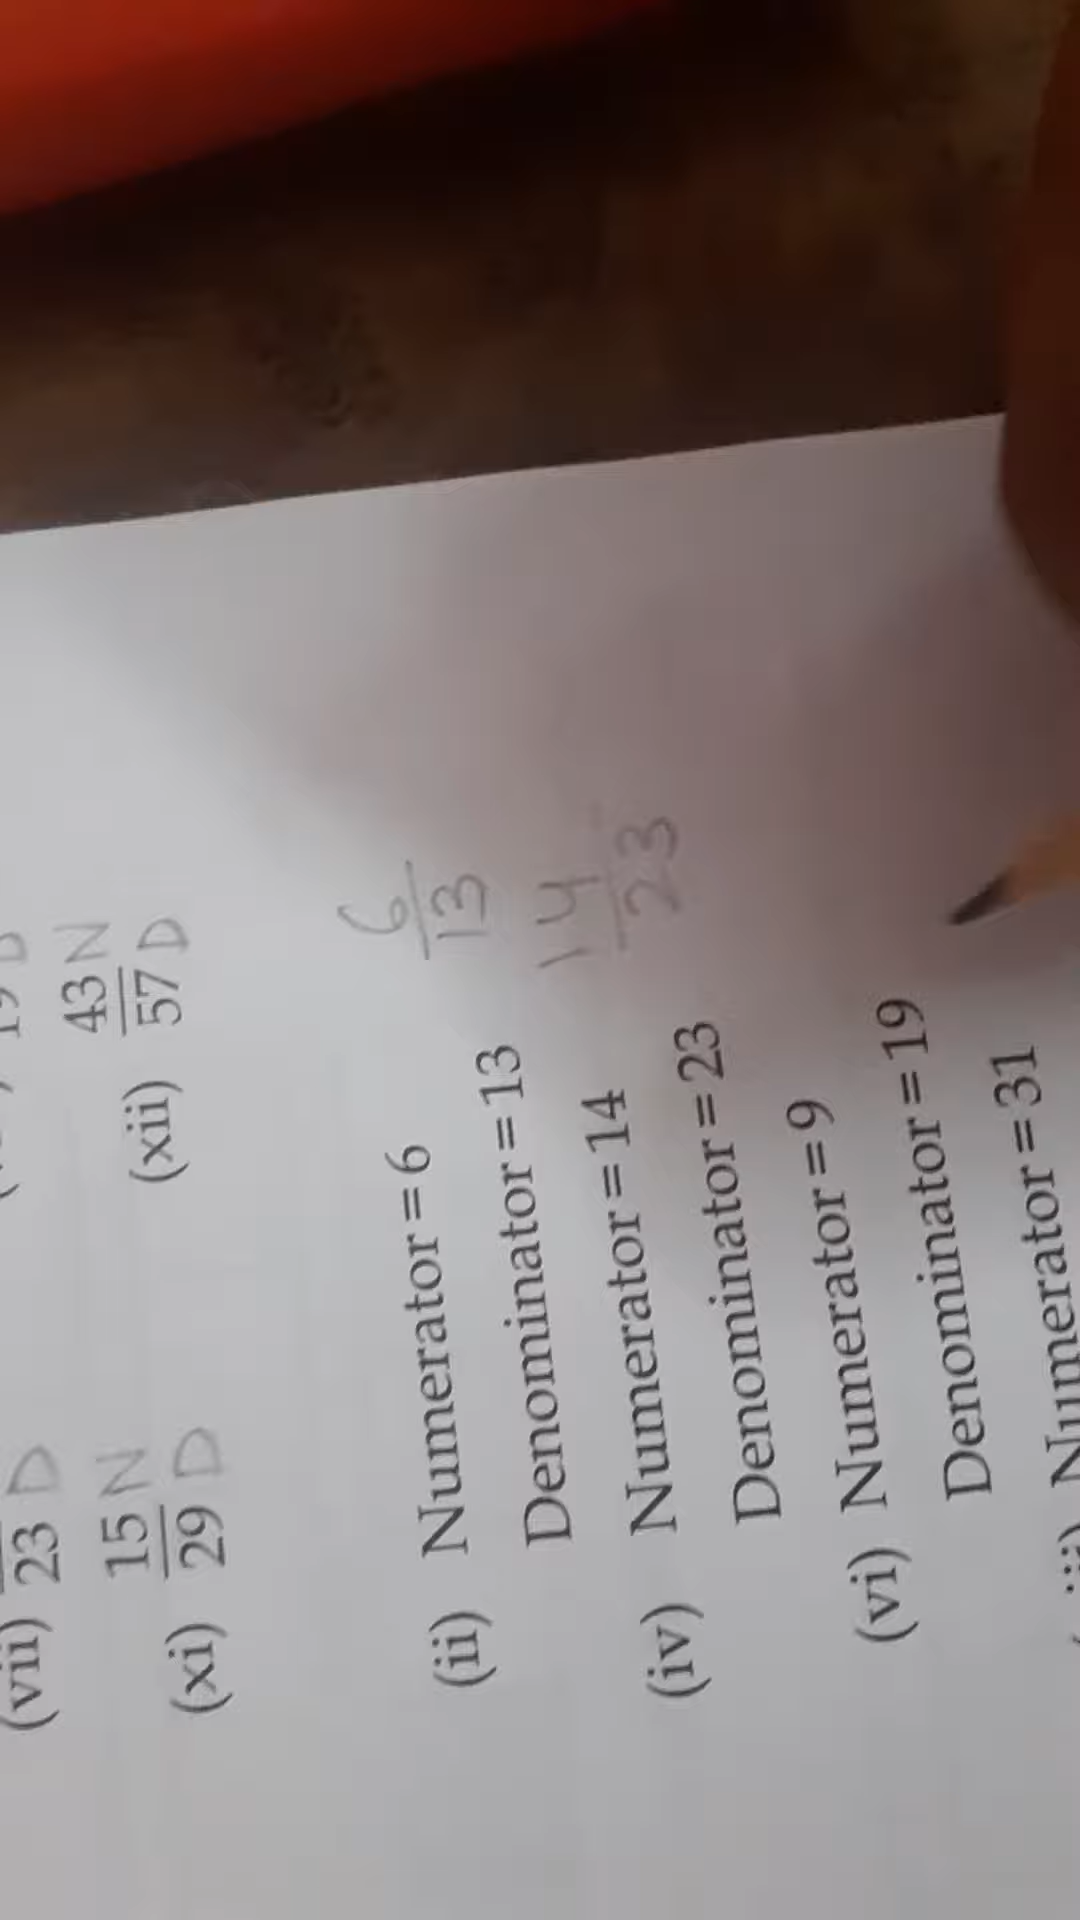 (vii) 23 D
15 N
(xi) 29 D
43 N
(xii) 57 D
(ii) Numerator = 6
Denominator = 13
6
13
(iv) Numerator = 14
Denominator = 23
14
23
(vi) Numerator = 9
Denominator = 19
Numerator = 31